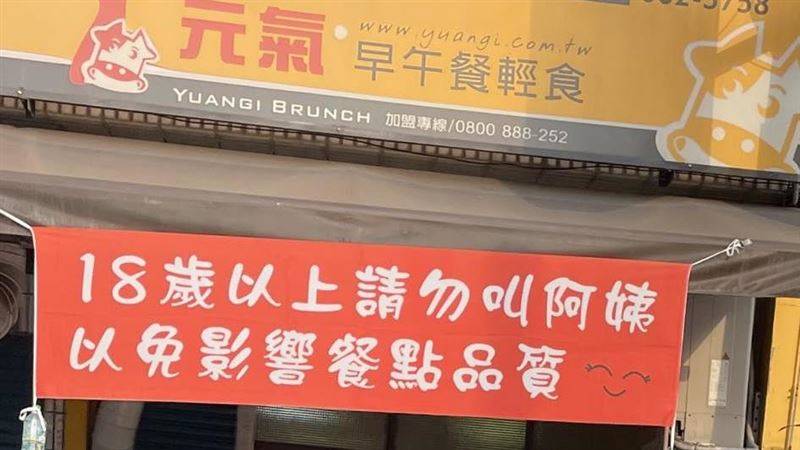 元氣
www.yuangi.com.tw
早午餐輕食
YUANGI BRUNCH 加盟專線/0800 888-252
18歲以上請勿叫阿姨
以免影響餐點品質